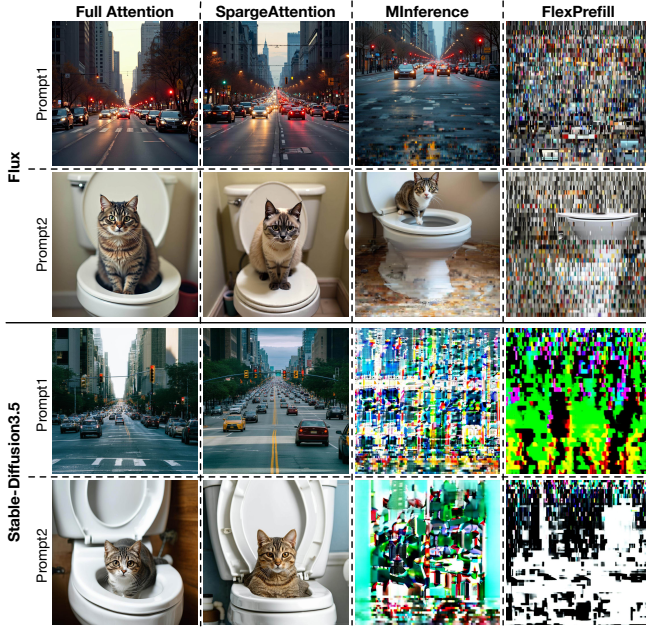 Full Attention SpargeAttention MInference FlexPrefill
Flux
Prompt1
Prompt2
Stable-Diffusion3.5
Prompt1
Prompt2